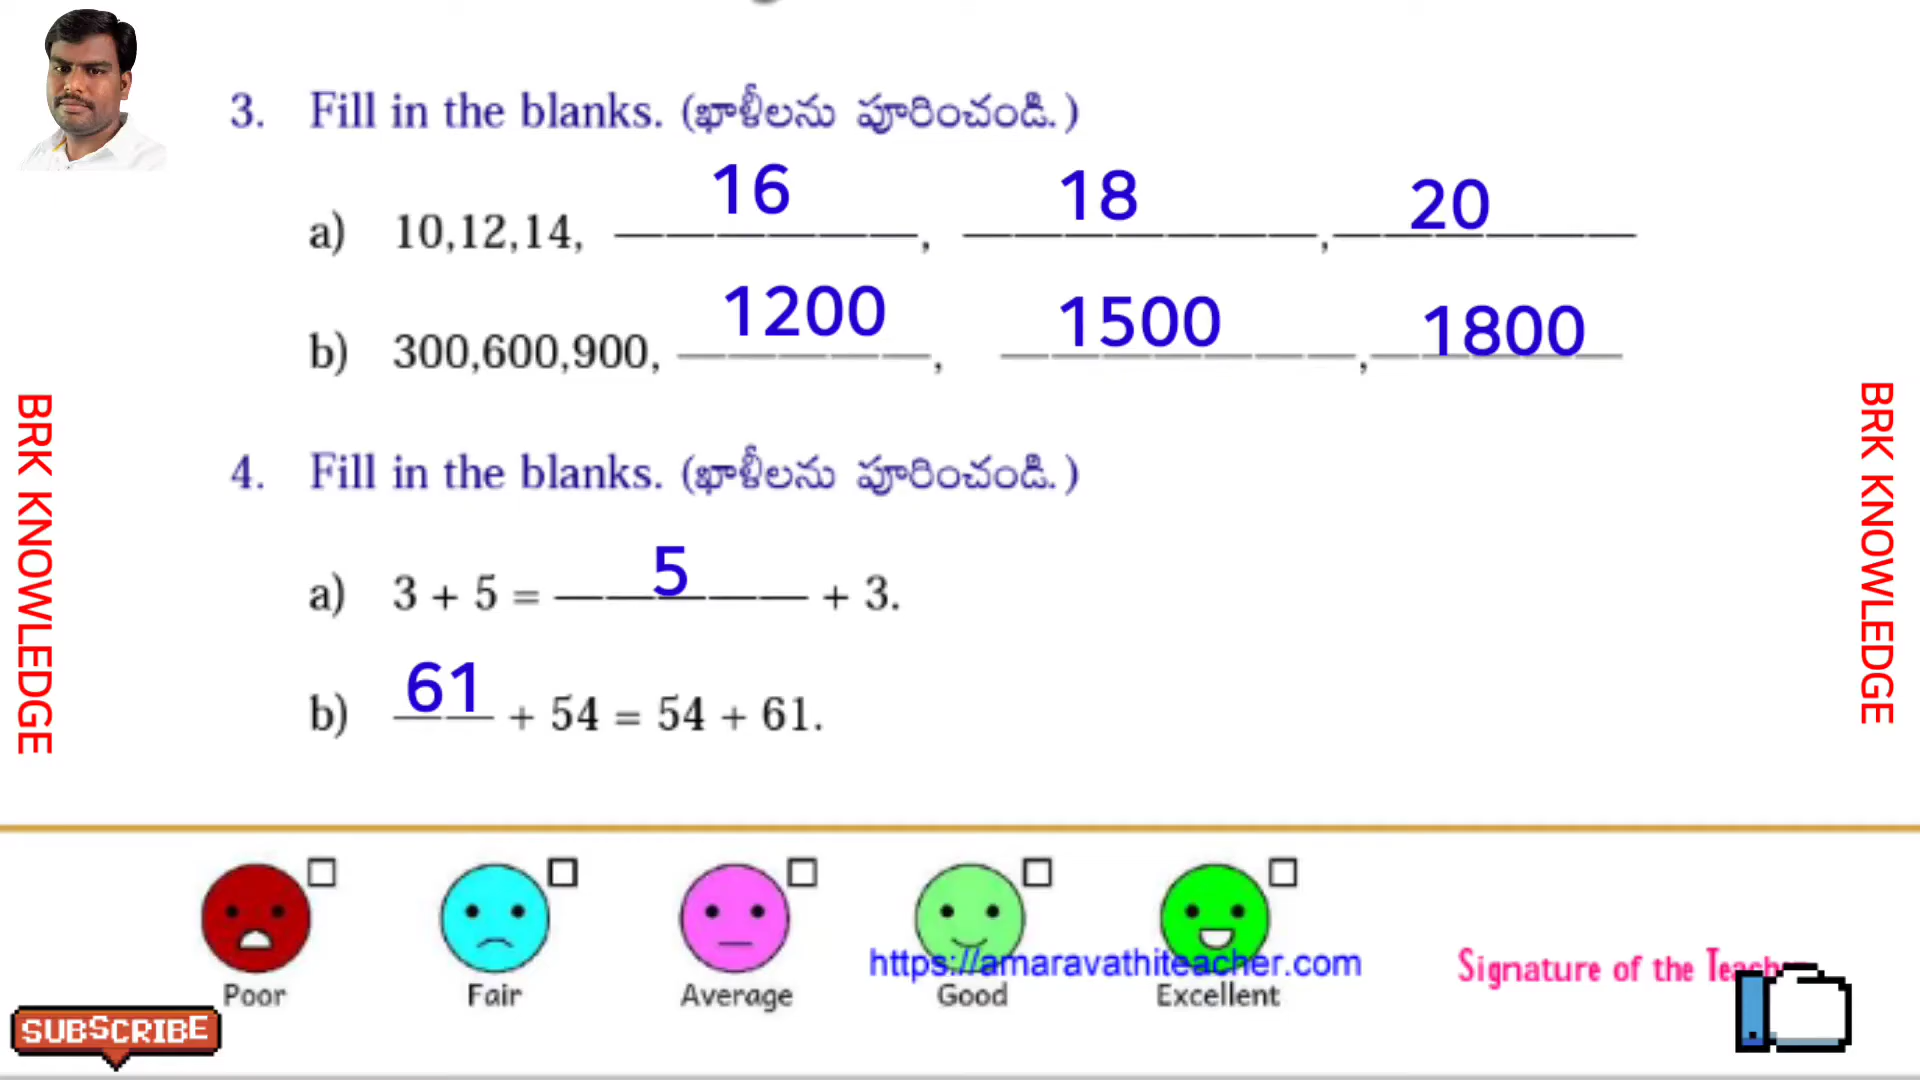 3. Fill in the blanks. (ఖాళీలను పూరించండి.)
a) 10,12,14, 16, 18, 20
b) 300,600,900, 1200, 1500, 1800
4. Fill in the blanks. (ఖాళీలను పూరించండి.)
a) 3 + 5 = 5 + 3.
b) 61 + 54 = 54 + 61.
BRK KNOWLEDGE
BRK KNOWLEDGE
Poor Fair Average Good Excellent
https://amaravathiteacher.com
Signature of the Teacher
SUBSCRIBE